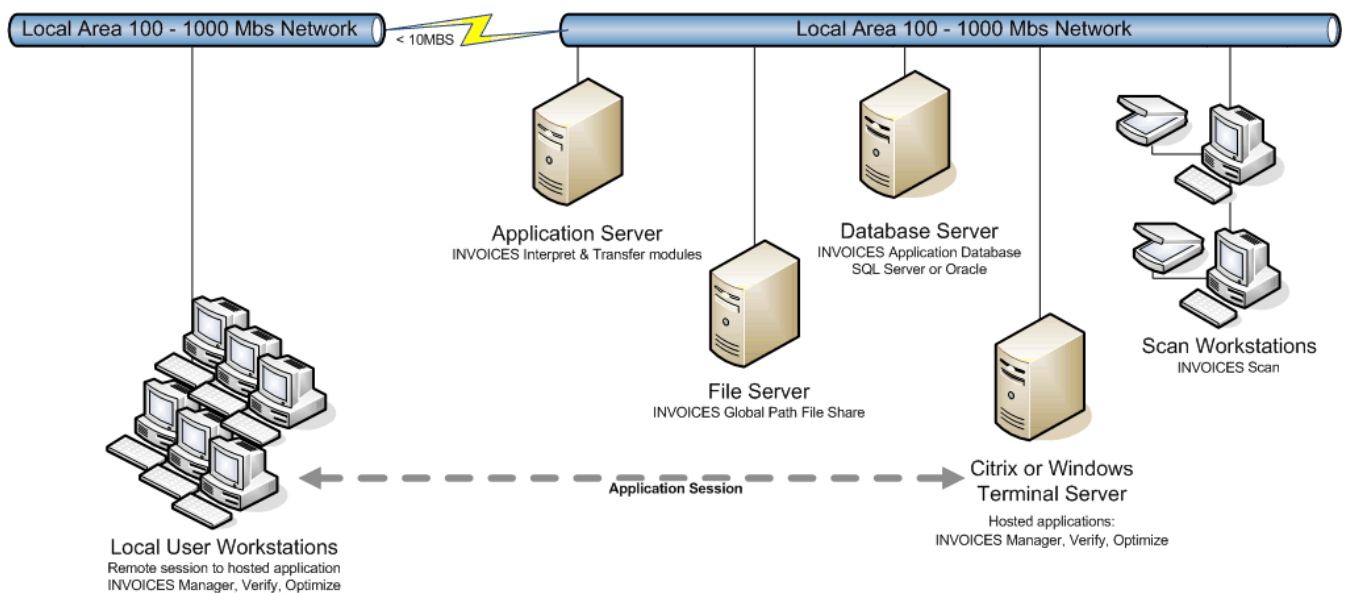 Local Area 100 - 1000 Mbs Network
< 10MBS
Local Area 100 - 1000 Mbs Network
Application Server
INVOICES Interpret & Transfer modules
Database Server
INVOICES Application Database
SQL Server or Oracle
File Server
INVOICES Global Path File Share
Scan Workstations
INVOICES Scan
Citrix or Windows
Terminal Server
Hosted applications:
INVOICES Manager, Verify, Optimize
Application Session
Local User Workstations
Remote session to hosted application
INVOICES Manager, Verify, Optimize